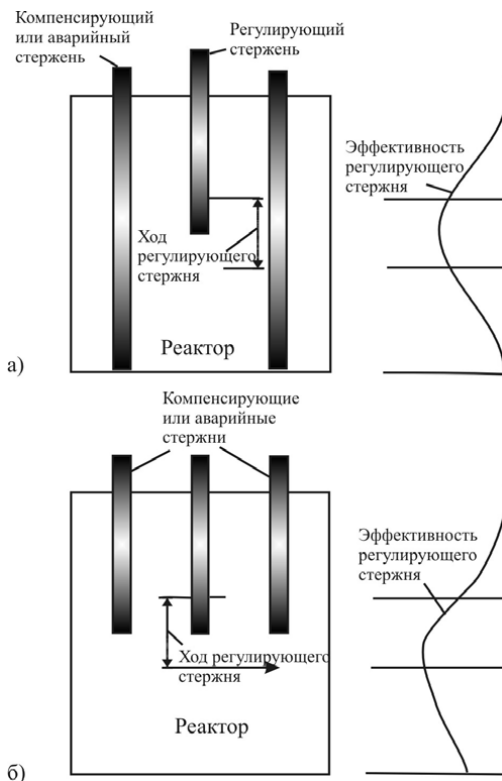 Компенсирующий
или аварийный
стержень
Регулирующий
стержень
Эффективность
регулирующего
стержня
Ход
регулирующего
стержня
Реактор
а)
Компенсирующие
или аварийные
стержни
Эффективность
регулирующего
стержня
Ход регулирующего
стержня
Реактор
б)